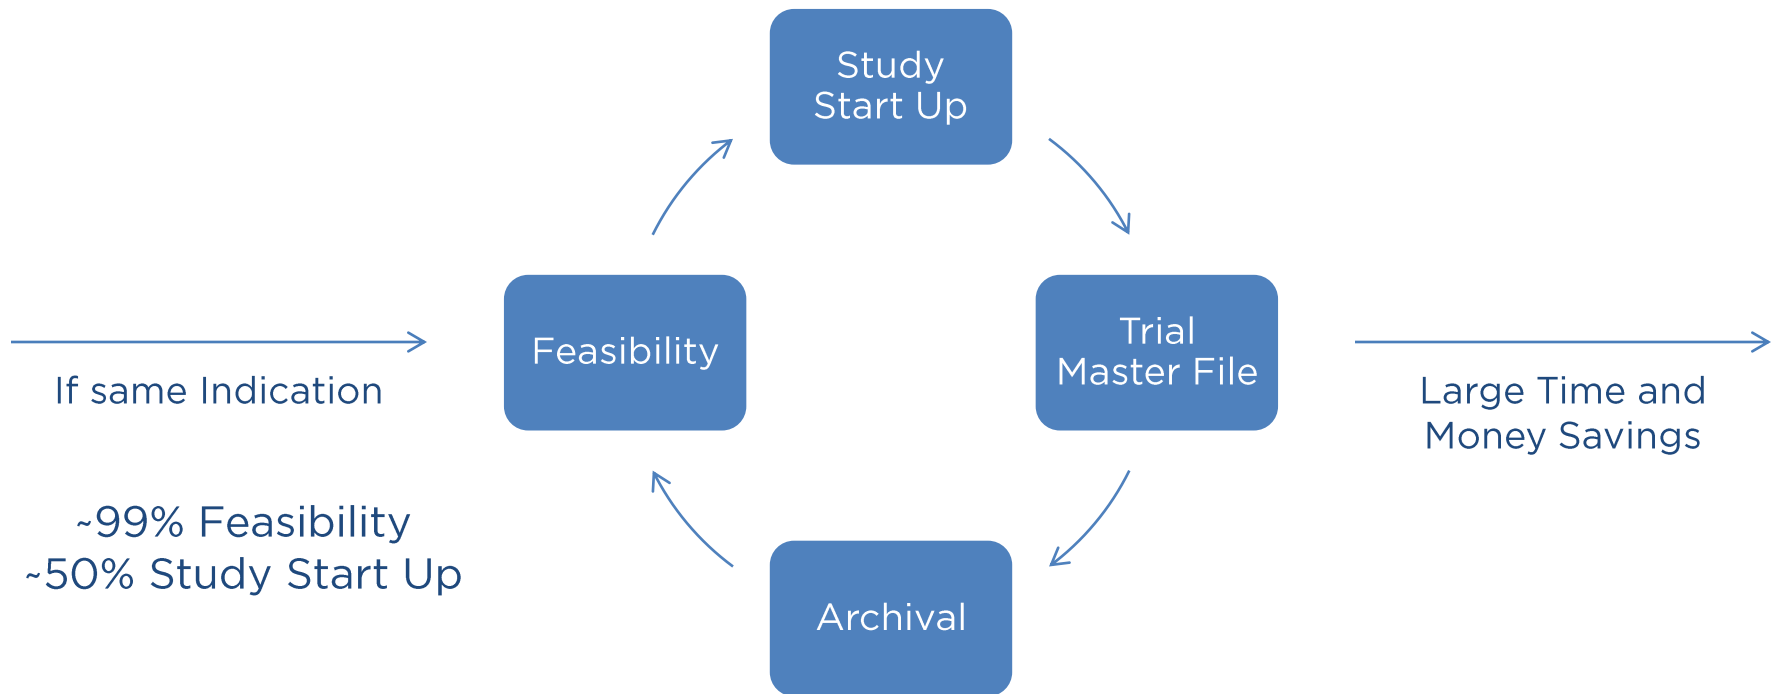 Study
Start Up
Feasibility
Trial
Master File
If same Indication
Large Time and
Money Savings
~99% Feasibility
~50% Study Start Up
Archival